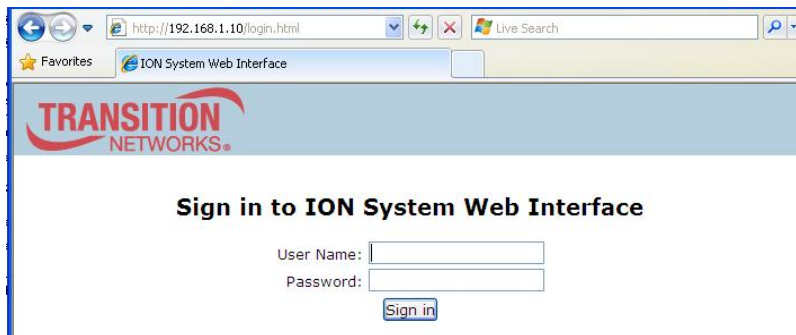 http://192.168.1.10/login.html
Live Search
Favorites
ION System Web Interface
TRANSITION
NETWORKS®
Sign in to ION System Web Interface
User Name:
Password:
Sign in